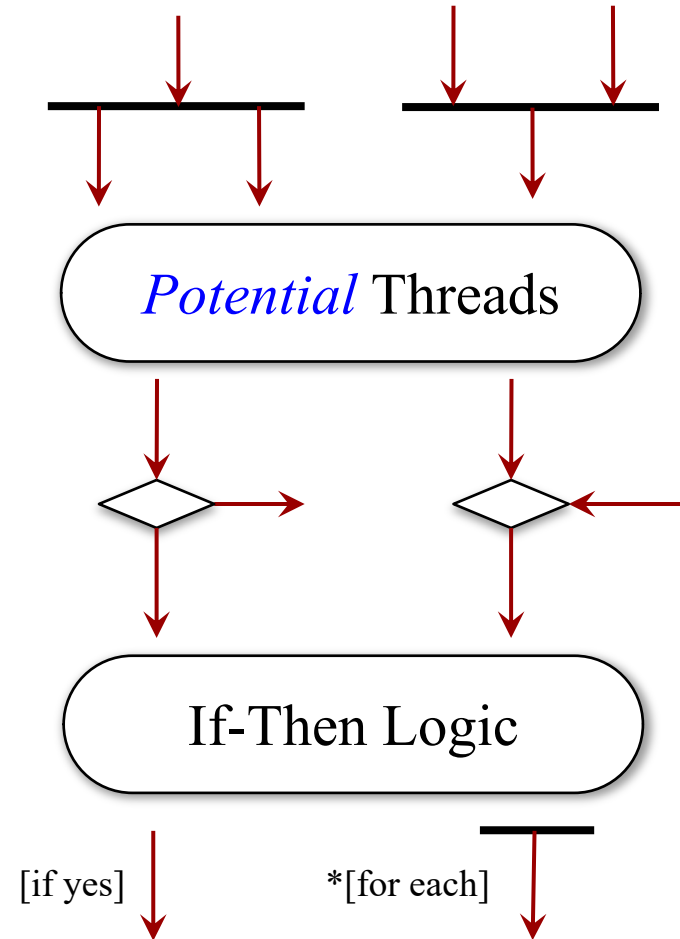 Potential Threads
If-Then Logic
[if yes]
*[for each]